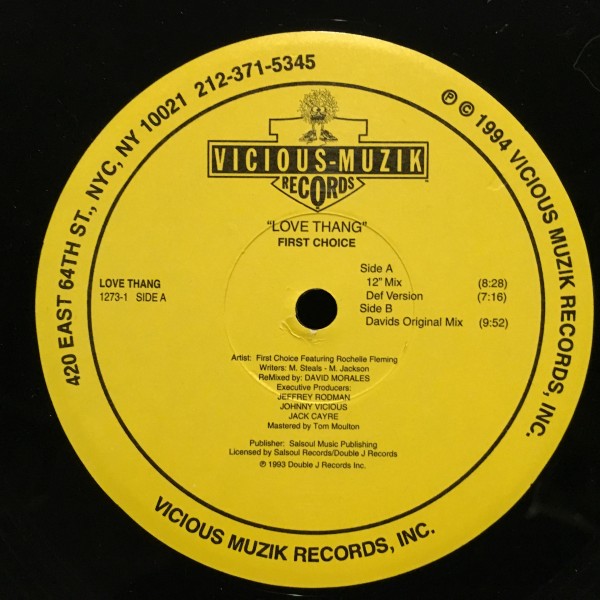 420 EAST 64TH ST., NYC, NY 10021 212-371-5345
℗ © 1994 VICIOUS MUZIK RECORDS, INC.
VICIOUS-MUZIK
RECORDS
"LOVE THANG"
FIRST CHOICE
LOVE THANG
1273-1 SIDE A
Side A
12" Mix (8:28)
Def Version (7:16)
Side B
Davids Original Mix (9:52)
Artist: First Choice Featuring Rochelle Fleming
Writers: M. Steals - M. Jackson
ReMixed by: DAVID MORALES
Executive Producers:
JEFFREY RODMAN
JOHNNY VICIOUS
JACK CAYRE
Mastered by Tom Moulton
Publisher: Salsoul Music Publishing
Licensed by Salsoul Records/Double J Records
℗ 1993 Double J Records Inc.
VICIOUS MUZIK RECORDS, INC.